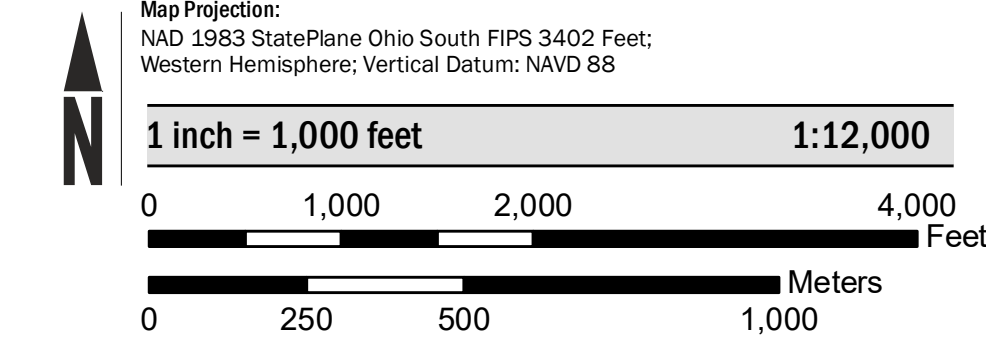 Map Projection:
NAD 1983 StatePlane Ohio South FIPS 3402 Feet;
Western Hemisphere; Vertical Datum: NAVD 88
N
1 inch = 1,000 feet 1:12,000
0 1,000 2,000 4,000
Feet
Meters
0 250 500 1,000